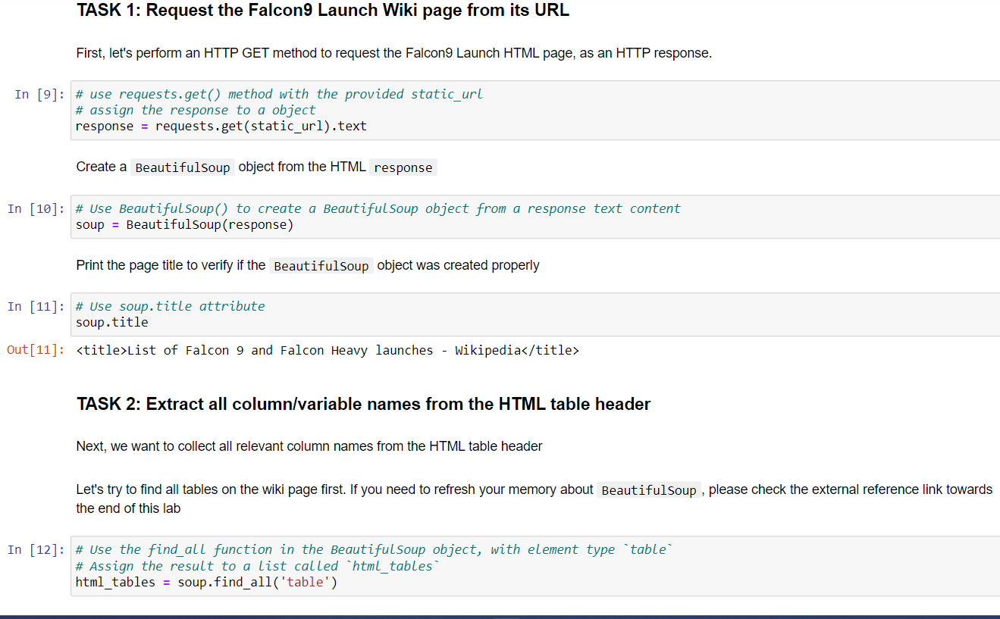 TASK 1: Request the Falcon9 Launch Wiki page from its URL
First, let's perform an HTTP GET method to request the Falcon9 Launch HTML page, as an HTTP response.
In [9]: # use requests.get() method with the provided static_url
# assign the response to a object
response = requests.get(static_url).text
Create a BeautifulSoup object from the HTML response
In [10]: # Use BeautifulSoup() to create a BeautifulSoup object from a response text content
soup = BeautifulSoup(response)
Print the page title to verify if the BeautifulSoup object was created properly
In [11]: # Use soup.title attribute
soup.title
Out[11]: <title>List of Falcon 9 and Falcon Heavy launches - Wikipedia</title>
TASK 2: Extract all column/variable names from the HTML table header
Next, we want to collect all relevant column names from the HTML table header
Let's try to find all tables on the wiki page first. If you need to refresh your memory about BeautifulSoup , please check the external reference link towards
the end of this lab
In [12]: # Use the find_all function in the BeautifulSoup object, with element type `table`
# Assign the result to a list called `html_tables`
html_tables = soup.find_all('table')